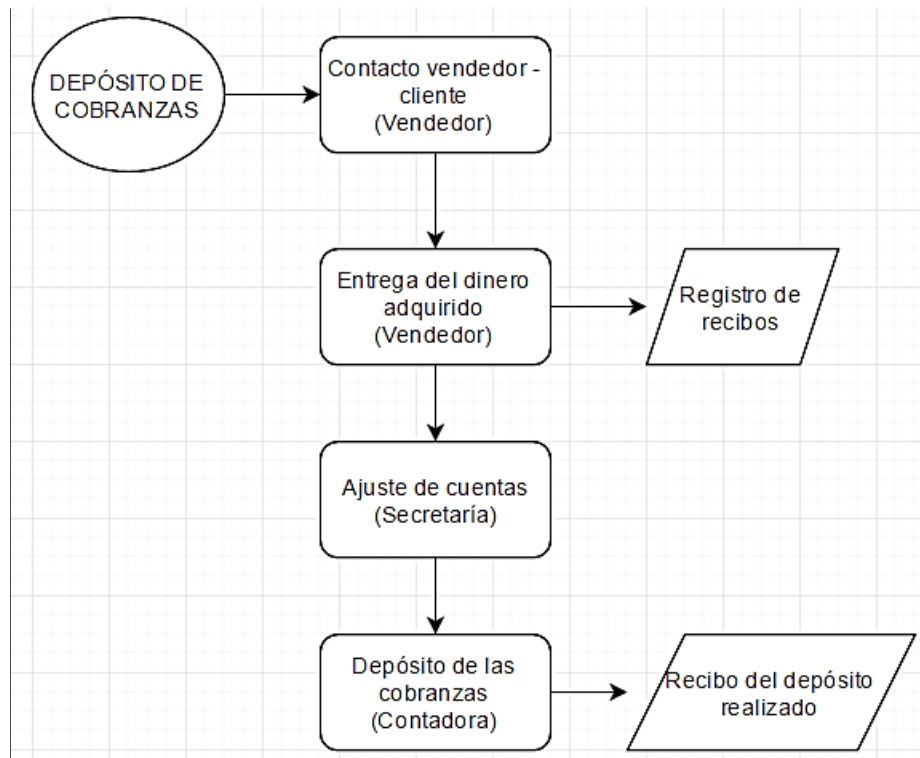 DEPÓSITO DE
COBRANZAS
Contacto vendedor -
cliente
(Vendedor)
Entrega del dinero
adquirido
(Vendedor)
Registro de
recibos
Ajuste de cuentas
(Secretaría)
Depósito de las
cobranzas
(Contadora)
Recibo del depósito
realizado